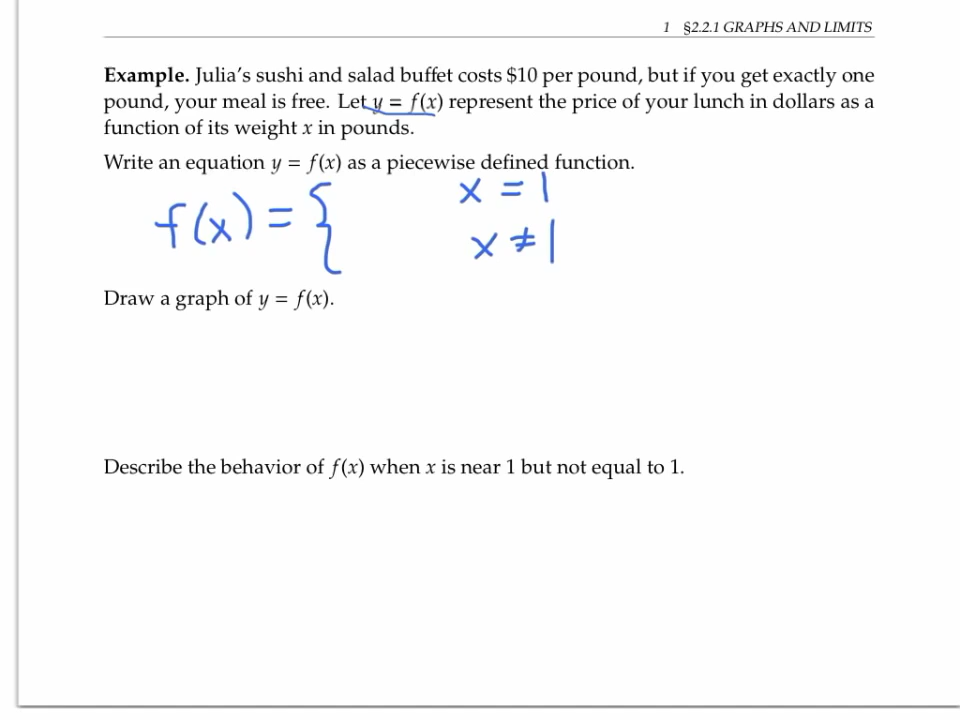 1 §2.2.1 GRAPHS AND LIMITS
Example. Julia's sushi and salad buffet costs $10 per pound, but if you get exactly one
pound, your meal is free. Let y = f(x) represent the price of your lunch in dollars as a
function of its weight x in pounds.
Write an equation y = f(x) as a piecewise defined function.
x = 1
f(x) = {
x ≠ 1
Draw a graph of y = f(x).
Describe the behavior of f(x) when x is near 1 but not equal to 1.